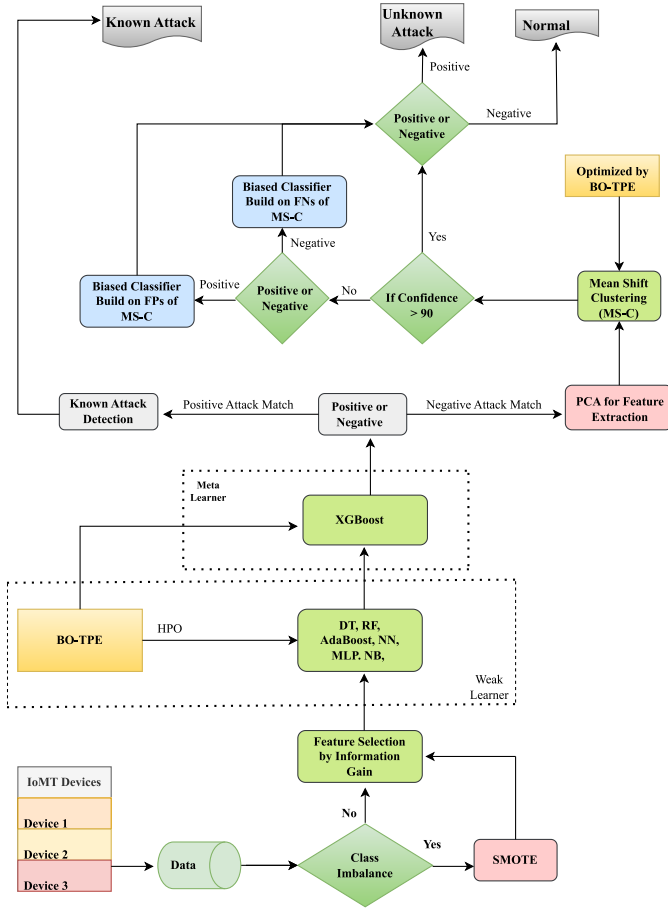 Known Attack
Unknown
Attack
Normal
Positive
Positive or
Negative
Negative
Optimized by
BO-TPE
Biased Classifier
Build on FNs of
MS-C
Negative
Yes
Biased Classifier
Build on FPs of
MS-C
Positive
Positive or
Negative
No
If Confidence
> 90
Mean Shift
Clustering
(MS-C)
Known Attack
Detection
Positive Attack Match
Positive or
Negative
Negative Attack Match
PCA for Feature
Extraction
Meta
Learner
XGBoost
BO-TPE
HPO
DT, RF,
AdaBoost, NN,
MLP. NB,
Weak
Learner
Feature Selection
by Information
Gain
IoMT Devices
Device 1
Device 2
Device 3
Data
No
Class
Imbalance
Yes
SMOTE